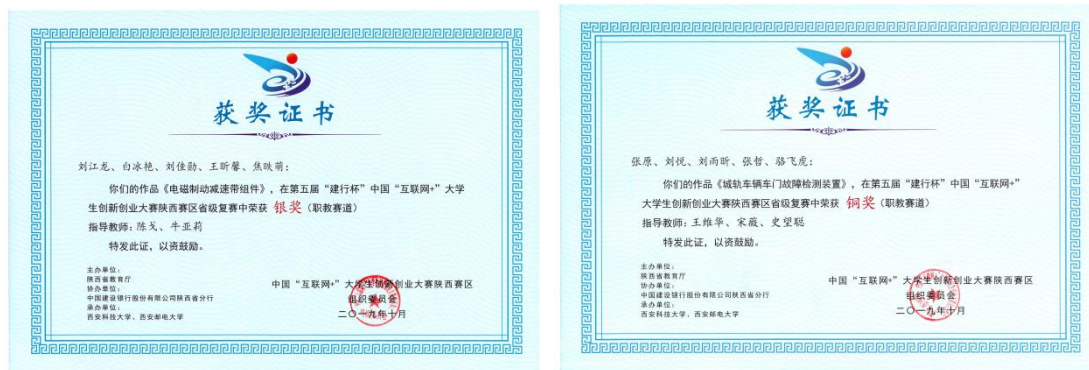 获奖证书
刘江龙、白冰艳、刘佳勋、王昕馨、焦昳萌：
你们的作品《电磁制动减速带组件》，在第五届“建行杯”中国“互联网+”大学
生创新创业大赛陕西赛区省级复赛中荣获 银奖（职教赛道）
指导教师：陈戈、牛亚莉
特发此证，以资鼓励。
主办单位：
陕西省教育厅
协办单位：
中国建设银行股份有限公司陕西省分行
承办单位：
西安科技大学、西安邮电大学
中国“互联网+”大学生创新创业大赛陕西赛区
组织委员会
二〇一九年十月
获奖证书
张原、刘悦、刘雨昕、张哲、骆飞虎：
你们的作品《城轨车辆车门故障检测装置》，在第五届“建行杯”中国“互联网+”
大学生创新创业大赛陕西赛区省级复赛中荣获 铜奖（职教赛道）
指导教师：王维华、宋薇、史望聪
特发此证，以资鼓励。
主办单位：
陕西省教育厅
协办单位：
中国建设银行股份有限公司陕西省分行
承办单位：
西安科技大学、西安邮电大学
中国“互联网+”大学生创新创业大赛陕西赛区
组织委员会
二〇一九年十月